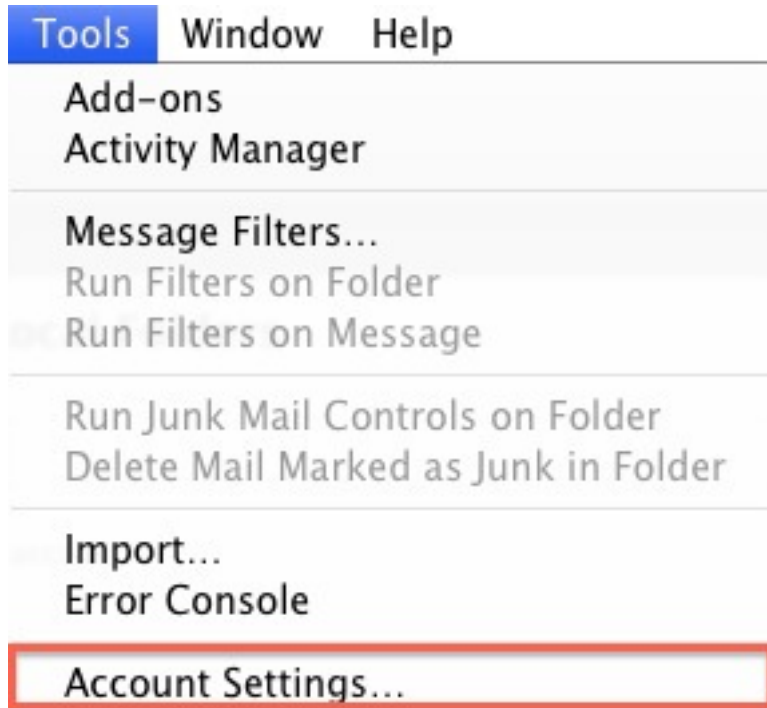 Tools Window Help
Add-ons
Activity Manager
Message Filters...
Run Filters on Folder
Run Filters on Message
Run Junk Mail Controls on Folder
Delete Mail Marked as Junk in Folder
Import...
Error Console
Account Settings...